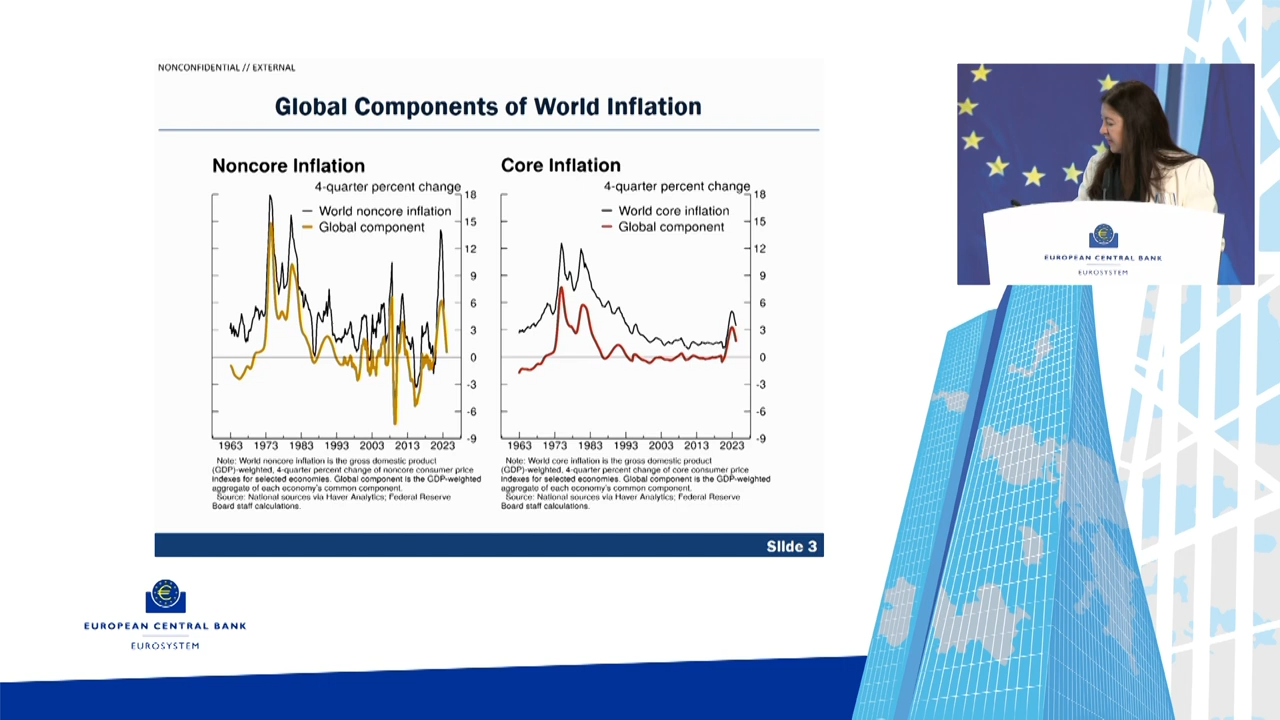 NONCONFIDENTIAL // EXTERNAL
Global Components of World Inflation
Noncore Inflation
4-quarter percent change
World noncore inflation
Global component
18
15
12
9
6
3
0
-3
-6
-9
1963 1973 1983 1993 2003 2013 2023
Note: World noncore inflation is the gross domestic product
(GDP)-weighted, 4-quarter percent change of noncore consumer price
indexes for selected economies. Global component is the GDP-weighted
aggregate of each economy's common component.
Source: National sources via Haver Analytics; Federal Reserve
Board staff calculations.
Core Inflation
4-quarter percent change
World core inflation
Global component
18
15
12
9
6
3
0
-3
-6
-9
1963 1973 1983 1993 2003 2013 2023
Note: World core inflation is the gross domestic product
(GDP)-weighted, 4-quarter percent change of core consumer price
indexes for selected economies. Global component is the GDP-weighted
aggregate of each economy's common component.
Source: National sources via Haver Analytics; Federal Reserve
Board staff calculations.
Slide 3
EUROPEAN CENTRAL BANK
EUROSYSTEM
EUROPEAN CENTRAL BANK
EUROSYSTEM